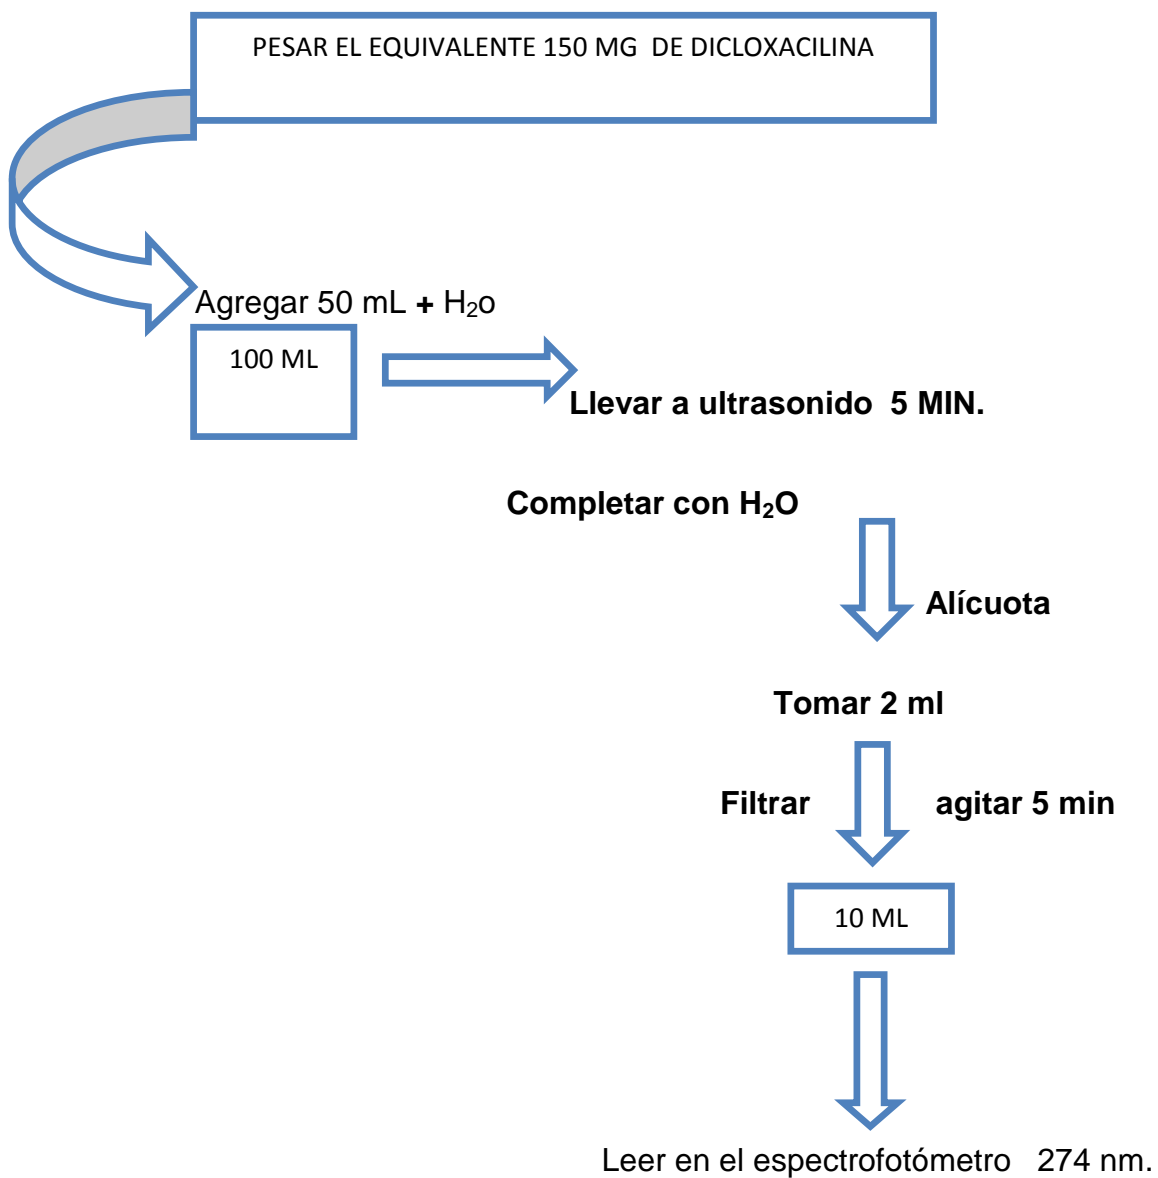 PESAR EL EQUIVALENTE 150 MG  DE DICLOXACILINA
Agregar 50 mL + H₂o
100 ML
Llevar a ultrasonido  5 MIN.
Completar con H₂O
Alícuota
Tomar 2 ml
Filtrar
agitar 5 min
10 ML
Leer en el espectrofotómetro   274 nm.